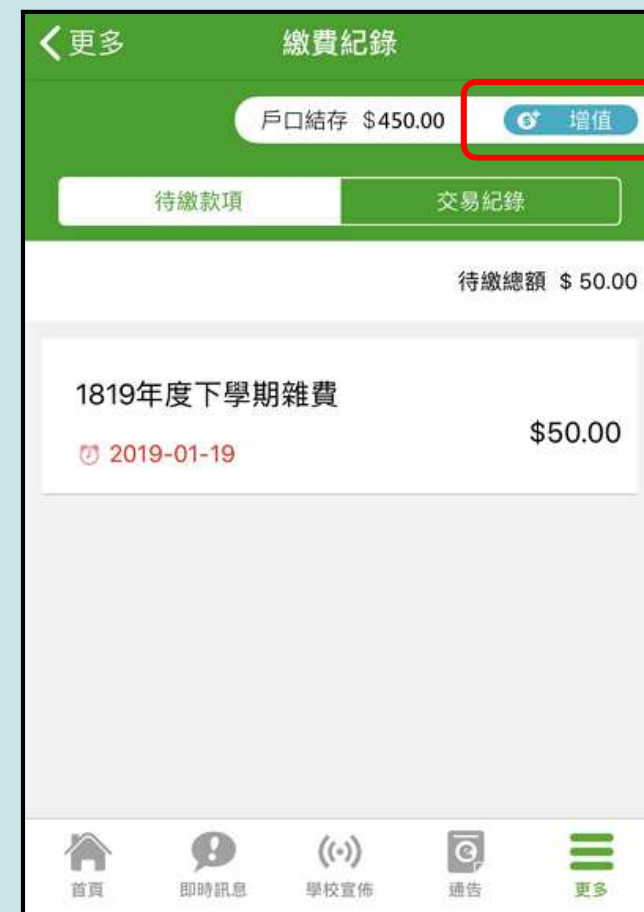 更多 繳費紀錄
戶口結存 $450.00 增值
待繳款項 交易紀錄
待繳總額 $ 50.00
1819年度下學期雜費
$50.00
2019-01-19
首頁 即時訊息 學校宣佈 通告 更多